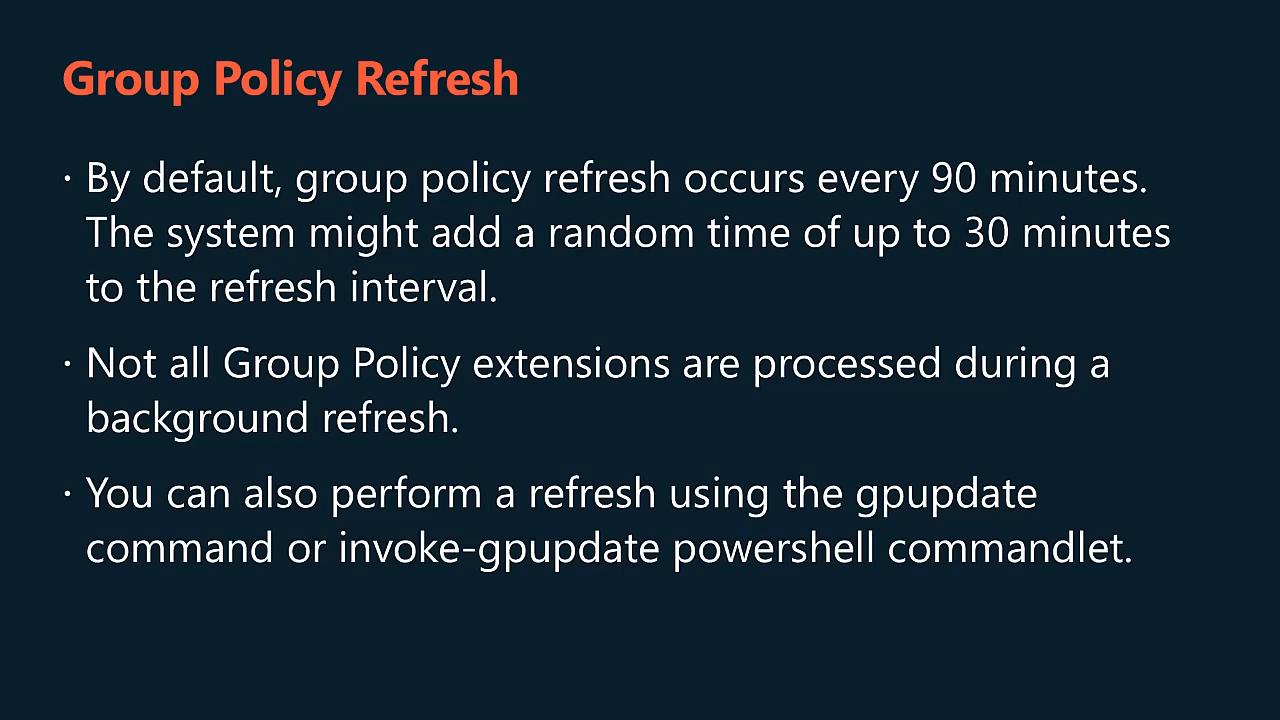 Group Policy Refresh
· By default, group policy refresh occurs every 90 minutes.
The system might add a random time of up to 30 minutes
to the refresh interval.
· Not all Group Policy extensions are processed during a
background refresh.
· You can also perform a refresh using the gpupdate
command or invoke-gpupdate powershell commandlet.